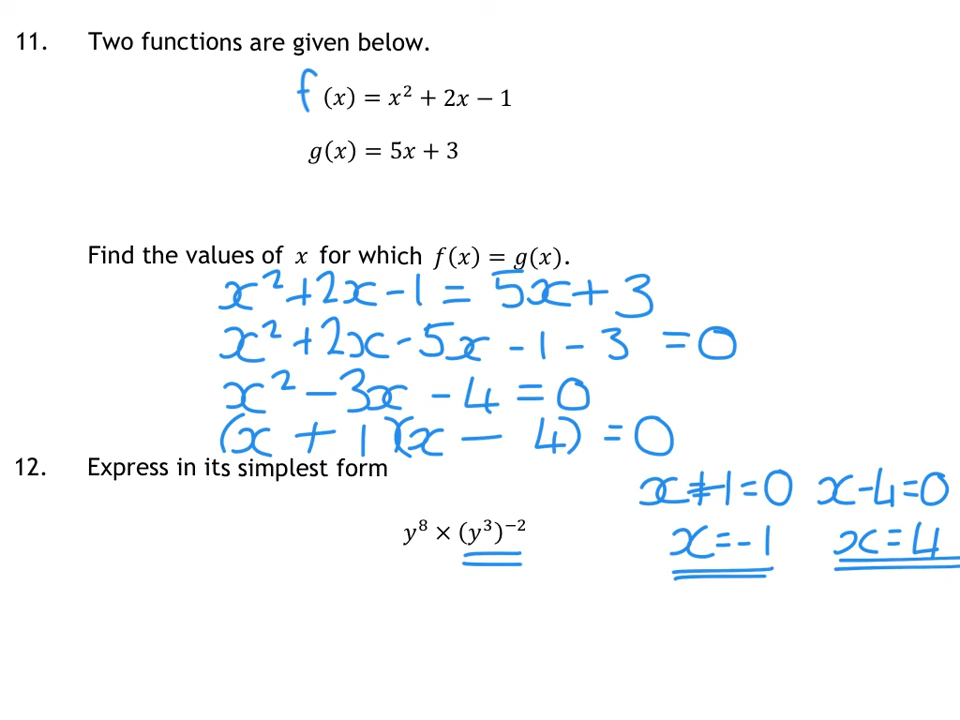 11. Two functions are given below.
f (x) = x² + 2x − 1
g(x) = 5x + 3
Find the values of x for which f(x) = g(x).
x²+2x-1 = 5x+3
x²+2x-5x-1-3 = 0
x²-3x-4 = 0
(x+1)(x-4) = 0
12. Express in its simplest form
y⁸ × (y³)⁻²
x+1=0 x-4=0
x=-1 x=4